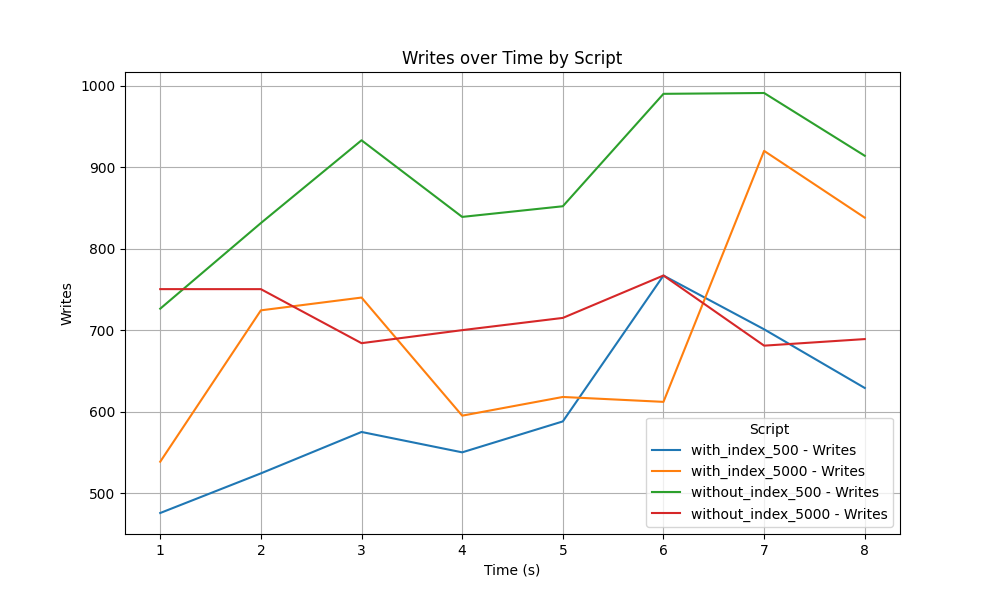 Writes over Time by Script
Writes
1000
900
800
700
600
500
1 2 3 4 5 6 7 8
Time (s)
Script
with_index_500 - Writes
with_index_5000 - Writes
without_index_500 - Writes
without_index_5000 - Writes